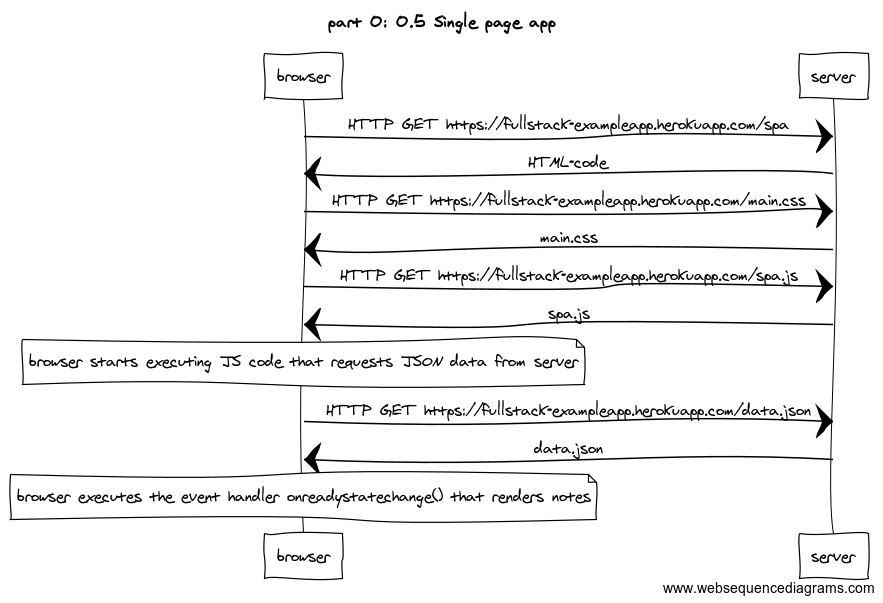 part 0: 0.5 Single page app
browser
server
HTTP GET https://fullstack-exampleapp.herokuapp.com/spa
HTML-code
HTTP GET https://fullstack-exampleapp.herokuapp.com/main.css
main.css
HTTP GET https://fullstack-exampleapp.herokuapp.com/spa.js
spa.js
browser starts executing JS code that requests JSON data from server
HTTP GET https://fullstack-exampleapp.herokuapp.com/data.json
data.json
browser executes the event handler onreadystatechange() that renders notes
browser
server
www.websequencediagrams.com